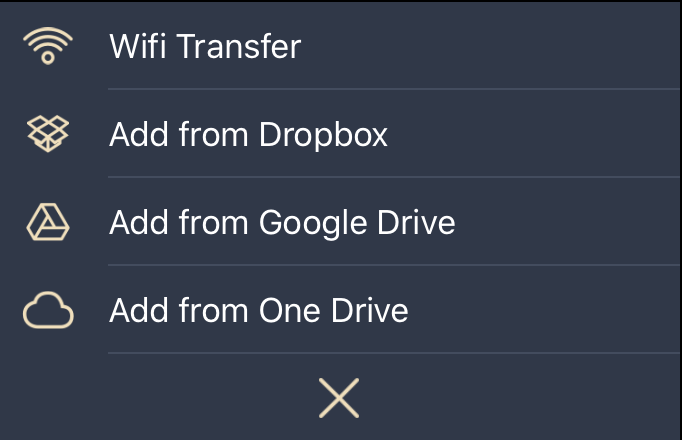 Wifi Transfer
Add from Dropbox
Add from Google Drive
Add from One Drive